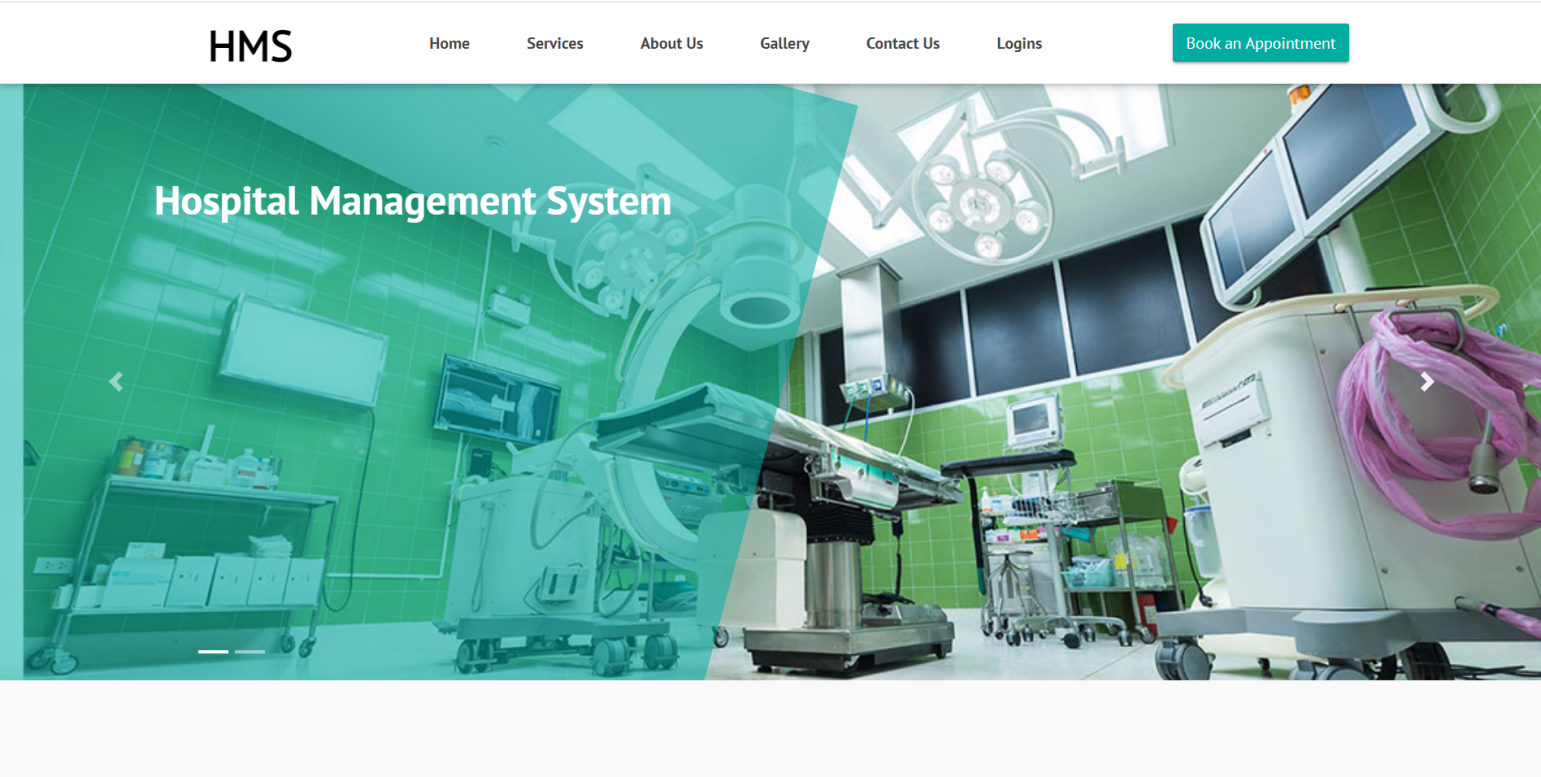 HMS
Home
Services
About Us
Gallery
Contact Us
Logins
Book an Appointment
Hospital Management System